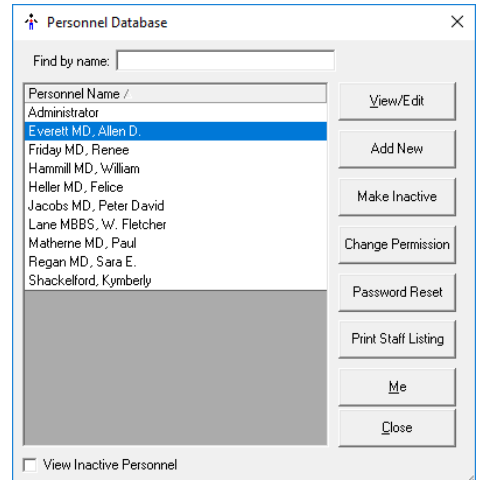 Personnel Database
Find by name:
Personnel Name /
Administrator
Everett MD, Allen D.
Friday MD, Renee
Hammill MD, William
Heller MD, Felice
Jacobs MD, Peter David
Lane MBBS, W. Fletcher
Matherne MD, Paul
Regan MD, Sara E.
Shackelford, Kymberly
View/Edit
Add New
Make Inactive
Change Permission
Password Reset
Print Staff Listing
Me
Close
View Inactive Personnel